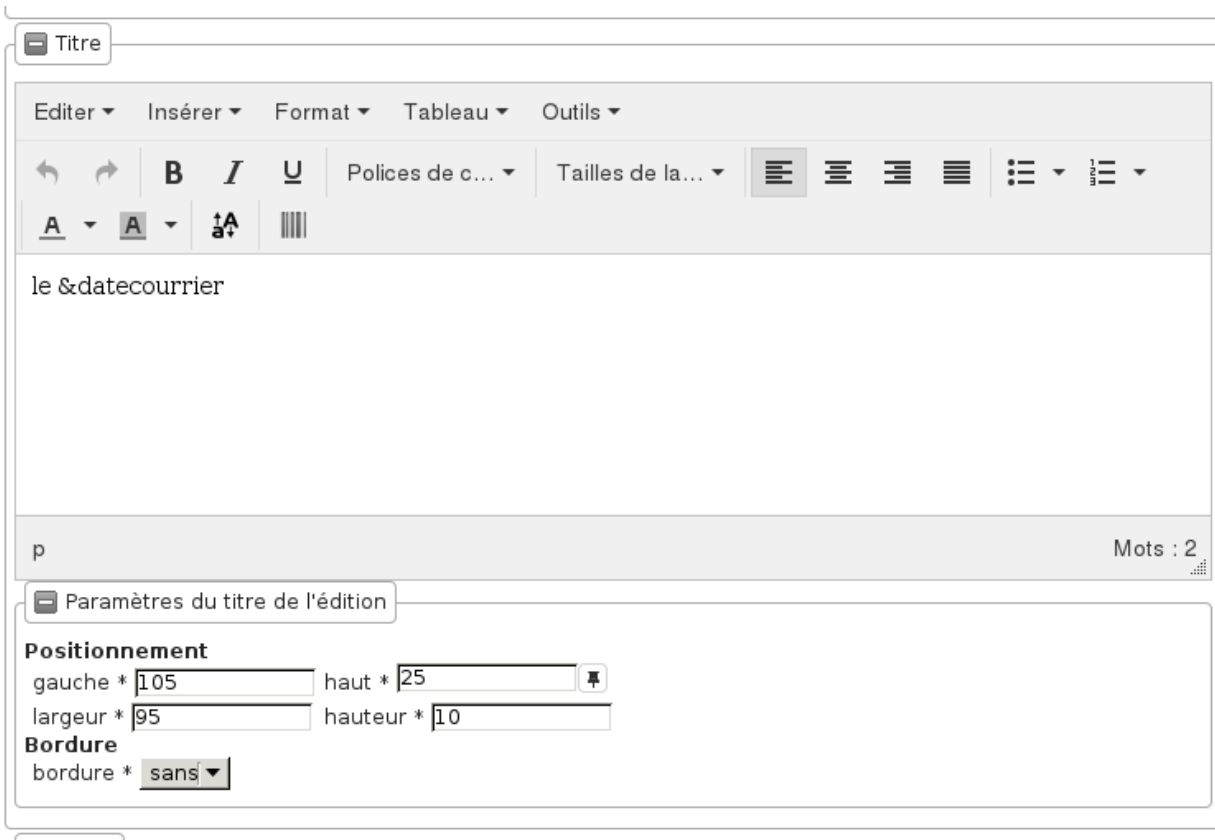 Titre
Editer Insérer Format Tableau Outils
B I U Polices de c... Tailles de la...
A A
le &datecourrier
p Mots : 2
Paramètres du titre de l'édition
Positionnement
gauche * 105 haut * 25
largeur * 95 hauteur * 10
Bordure
bordure * sans